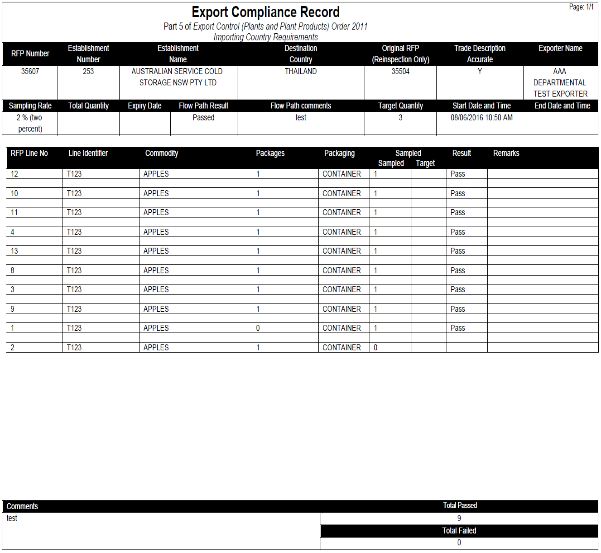 Page: 1/1
Export Compliance Record
Part 5 of Export Control (Plants and Plant Products) Order 2011
Importing Country Requirements
RFP Number Establishment Number Establishment Name Destination Country Original RFP (Reinspection Only) Trade Description Accurate Exporter Name
35607 253 AUSTRALIAN SERVICE COLD STORAGE NSW PTY LTD THAILAND 35504 Y AAA DEPARTMENTAL TEST EXPORTER
Sampling Rate Total Quantity Expiry Date Flow Path Result Flow Path comments Target Quantity Start Date and Time End Date and Time
2 % (two percent) Passed test 3 08/06/2016 10:50 AM
RFP Line No Line Identifier Commodity Packages Packaging Sampled Result Remarks
Sampled Target
12 T123 APPLES 1 CONTAINER 1 Pass
10 T123 APPLES 1 CONTAINER 1 Pass
11 T123 APPLES 1 CONTAINER 1 Pass
4 T123 APPLES 1 CONTAINER 1 Pass
13 T123 APPLES 1 CONTAINER 1 Pass
8 T123 APPLES 1 CONTAINER 1 Pass
3 T123 APPLES 1 CONTAINER 1 Pass
9 T123 APPLES 1 CONTAINER 1 Pass
1 T123 APPLES 0 CONTAINER 1 Pass
2 T123 APPLES 1 CONTAINER 0
Comments Total Passed
test 9
Total Failed
0